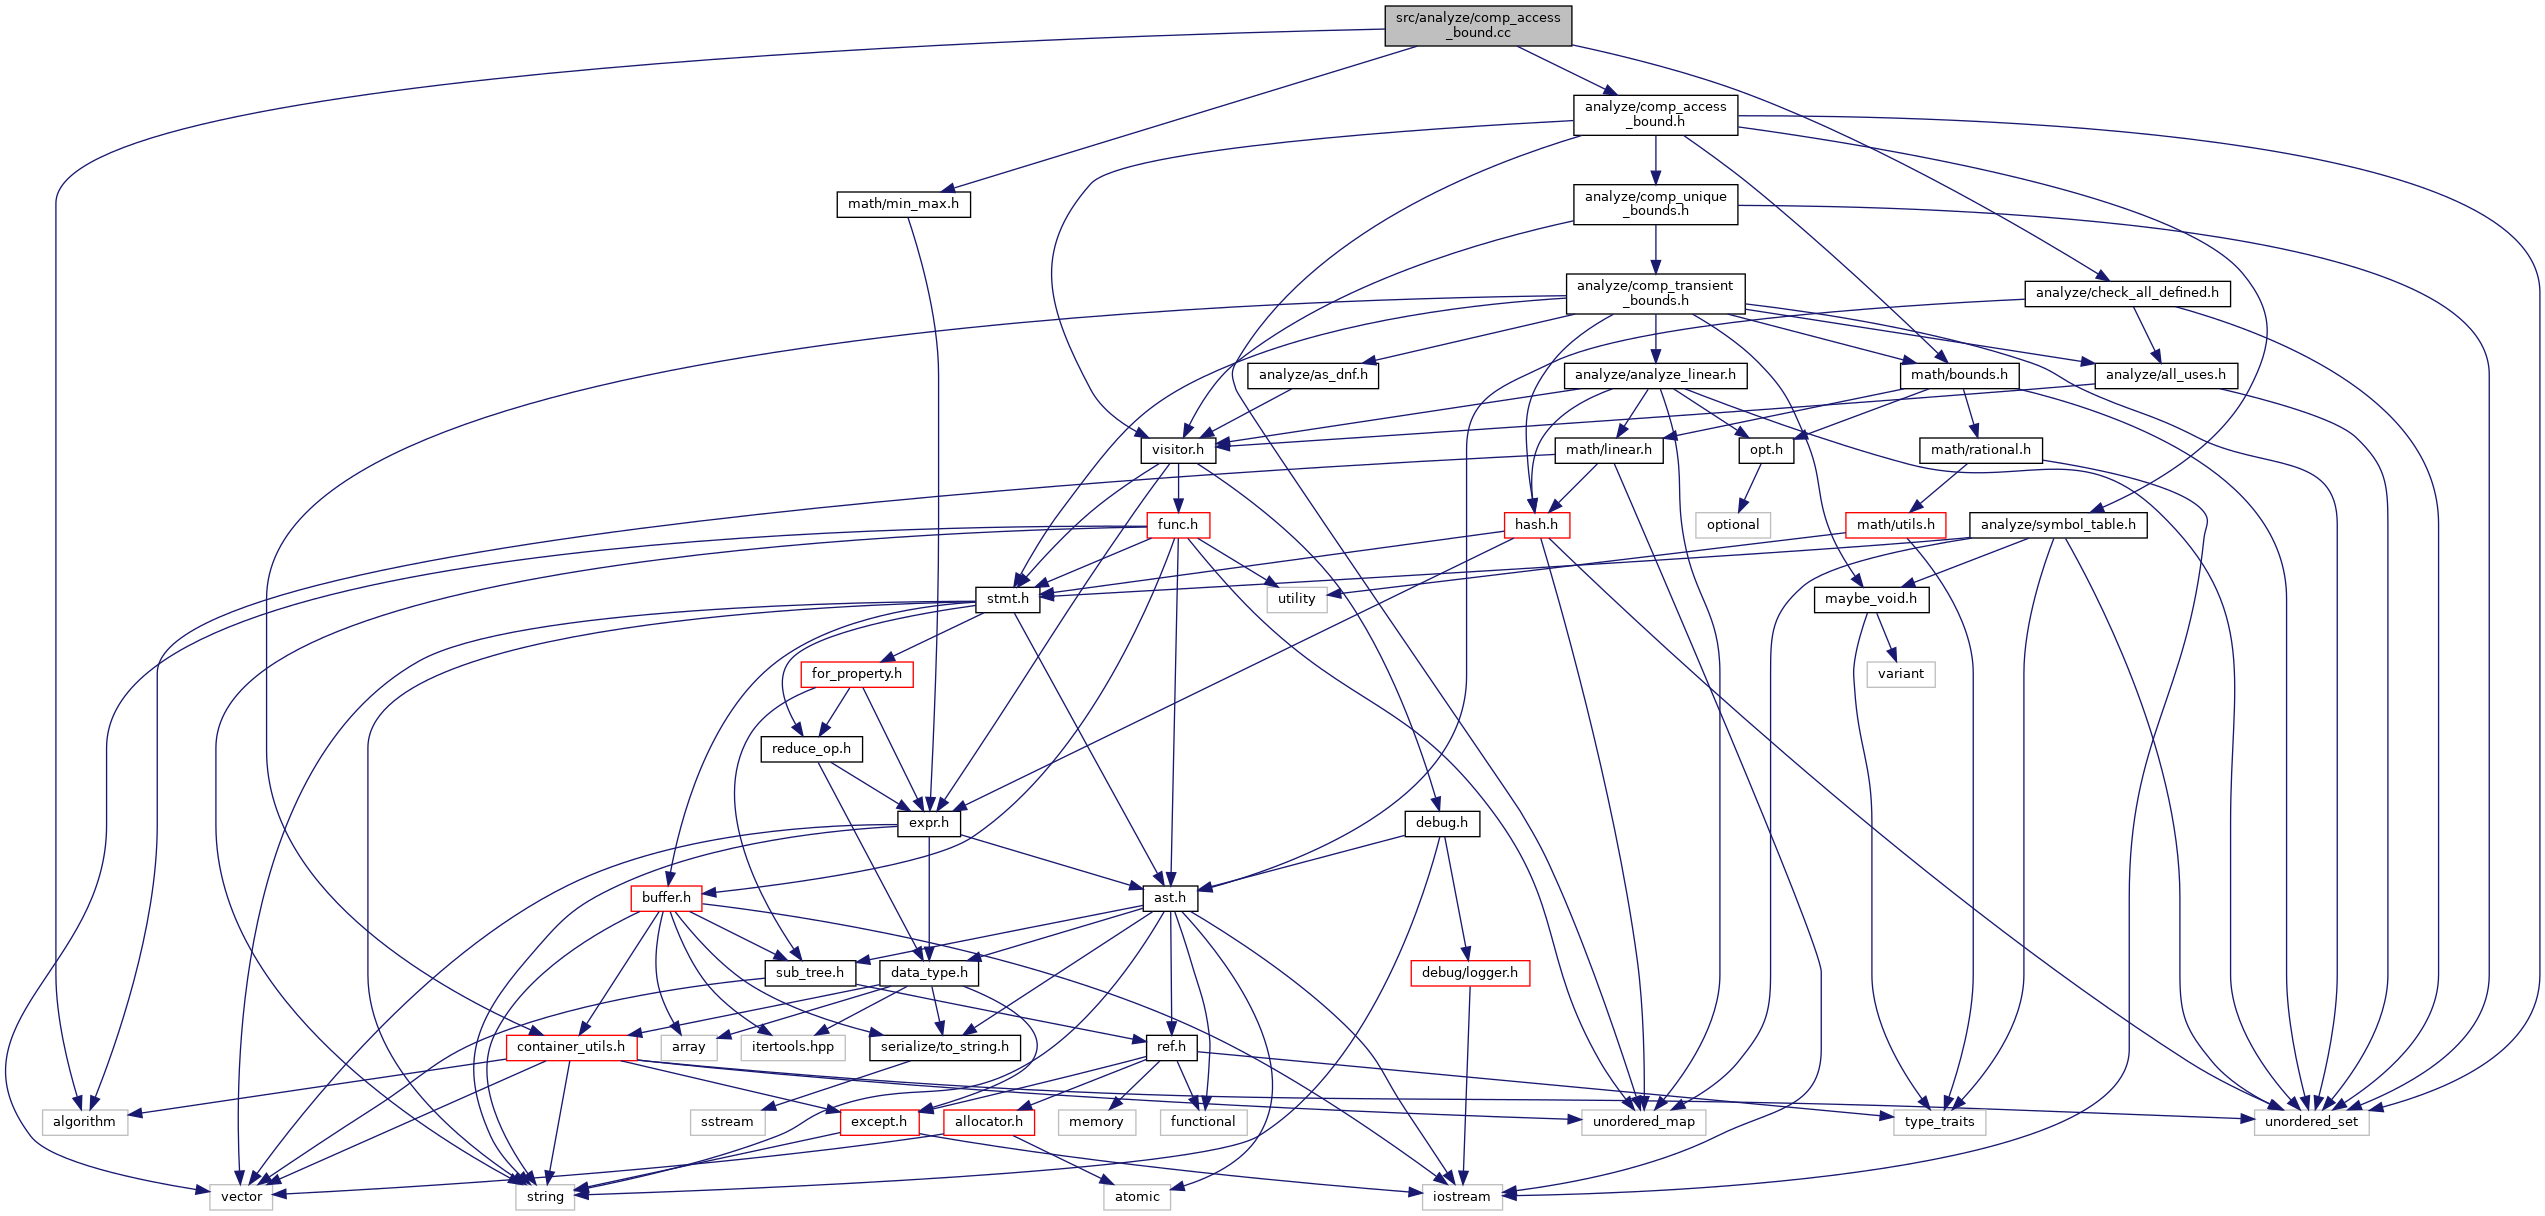 src/analyze/comp_access
_bound.cc
analyze/comp_access
_bound.h
math/min_max.h
analyze/comp_unique
_bounds.h
analyze/comp_transient
_bounds.h
analyze/check_all_defined.h
analyze/as_dnf.h
analyze/analyze_linear.h
math/bounds.h
analyze/all_uses.h
visitor.h
math/linear.h
opt.h
math/rational.h
func.h
hash.h
optional
math/utils.h
analyze/symbol_table.h
stmt.h
utility
maybe_void.h
for_property.h
variant
reduce_op.h
expr.h
debug.h
buffer.h
ast.h
sub_tree.h
data_type.h
debug/logger.h
container_utils.h
array
itertools.hpp
serialize/to_string.h
ref.h
algorithm
sstream
except.h
allocator.h
memory
functional
unordered_map
type_traits
unordered_set
vector
string
atomic
iostream